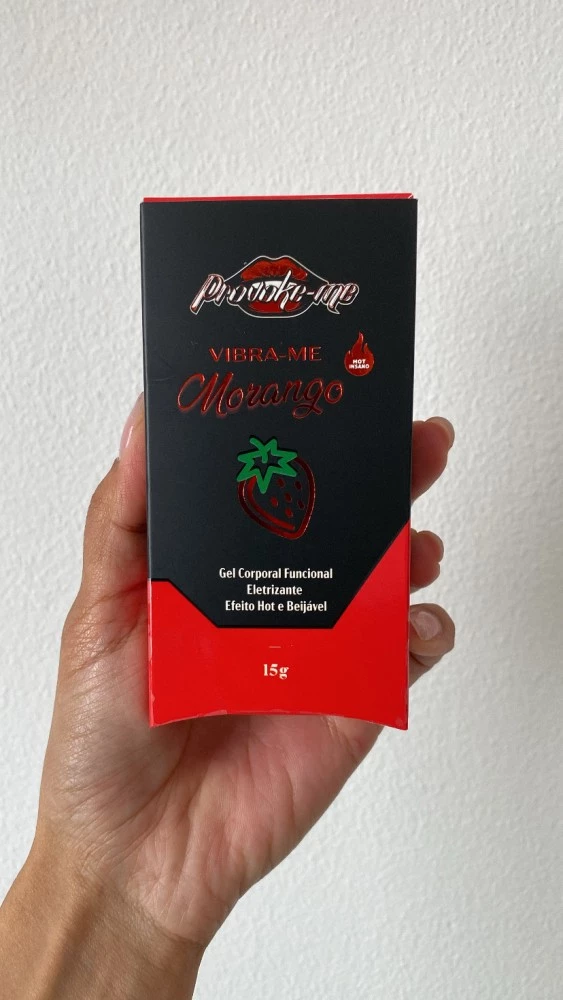 Provoke-me
VIBRA-ME
HOT
INSANO
Morango
Gel Corporal Funcional
Eletrizante
Efeito Hot e Beijável
15g